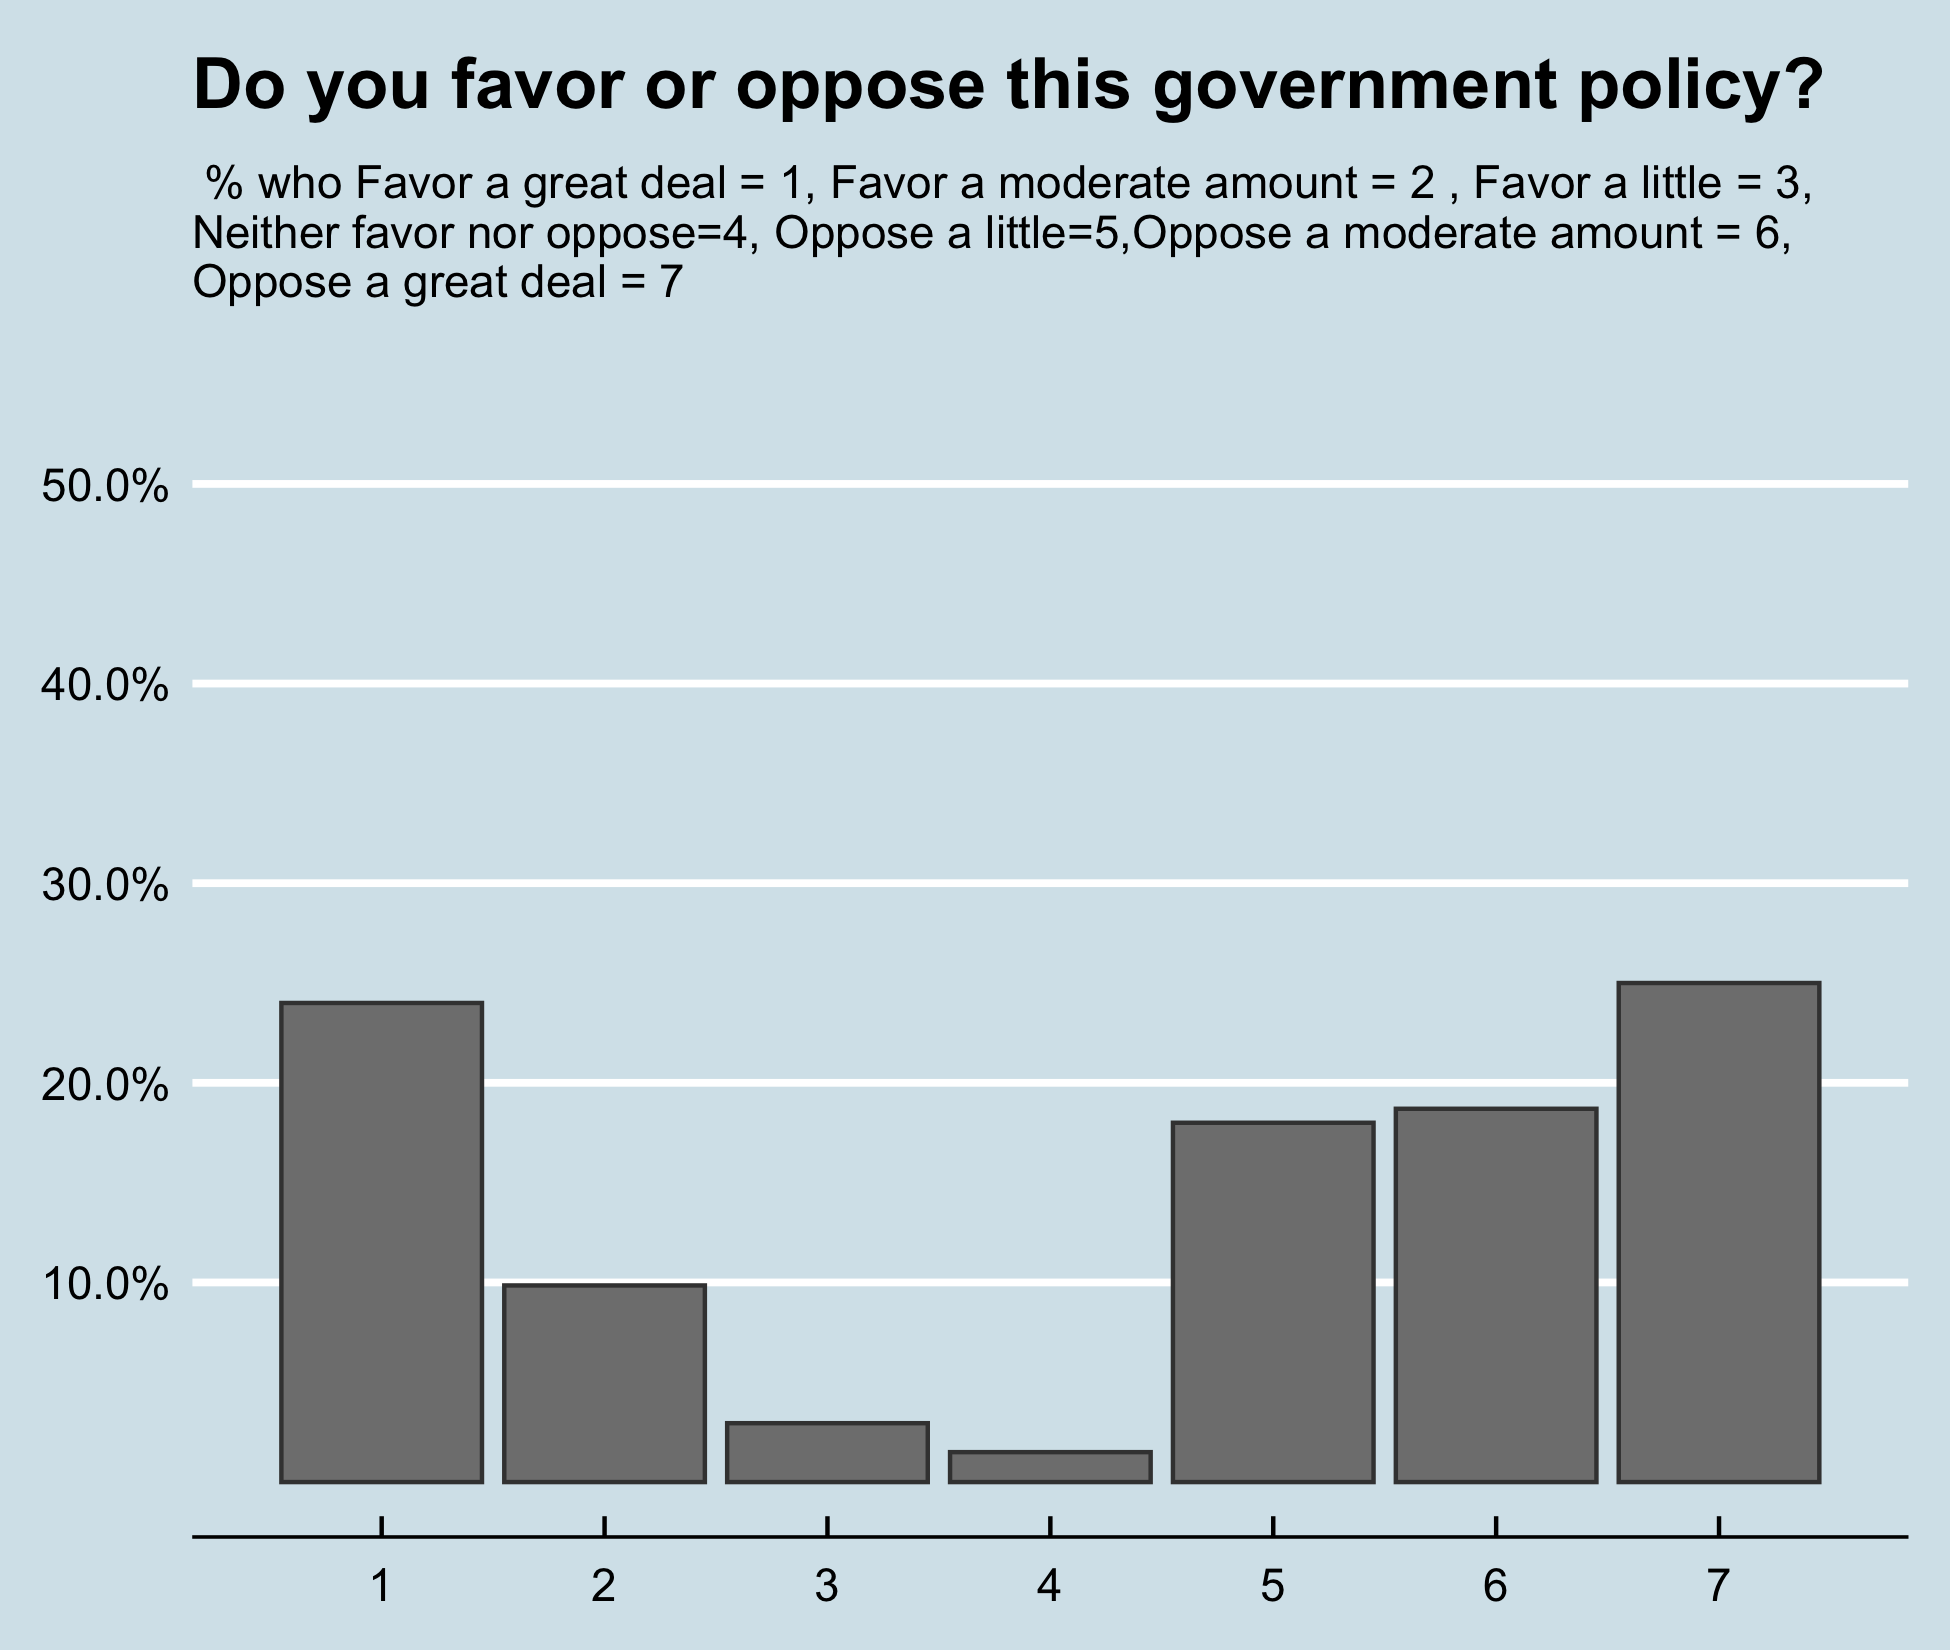 Do you favor or oppose this government policy?
% who Favor a great deal = 1, Favor a moderate amount = 2 , Favor a little = 3,
Neither favor nor oppose=4, Oppose a little=5,Oppose a moderate amount = 6,
Oppose a great deal = 7
50.0%
40.0%
30.0%
20.0%
10.0%
1 2 3 4 5 6 7